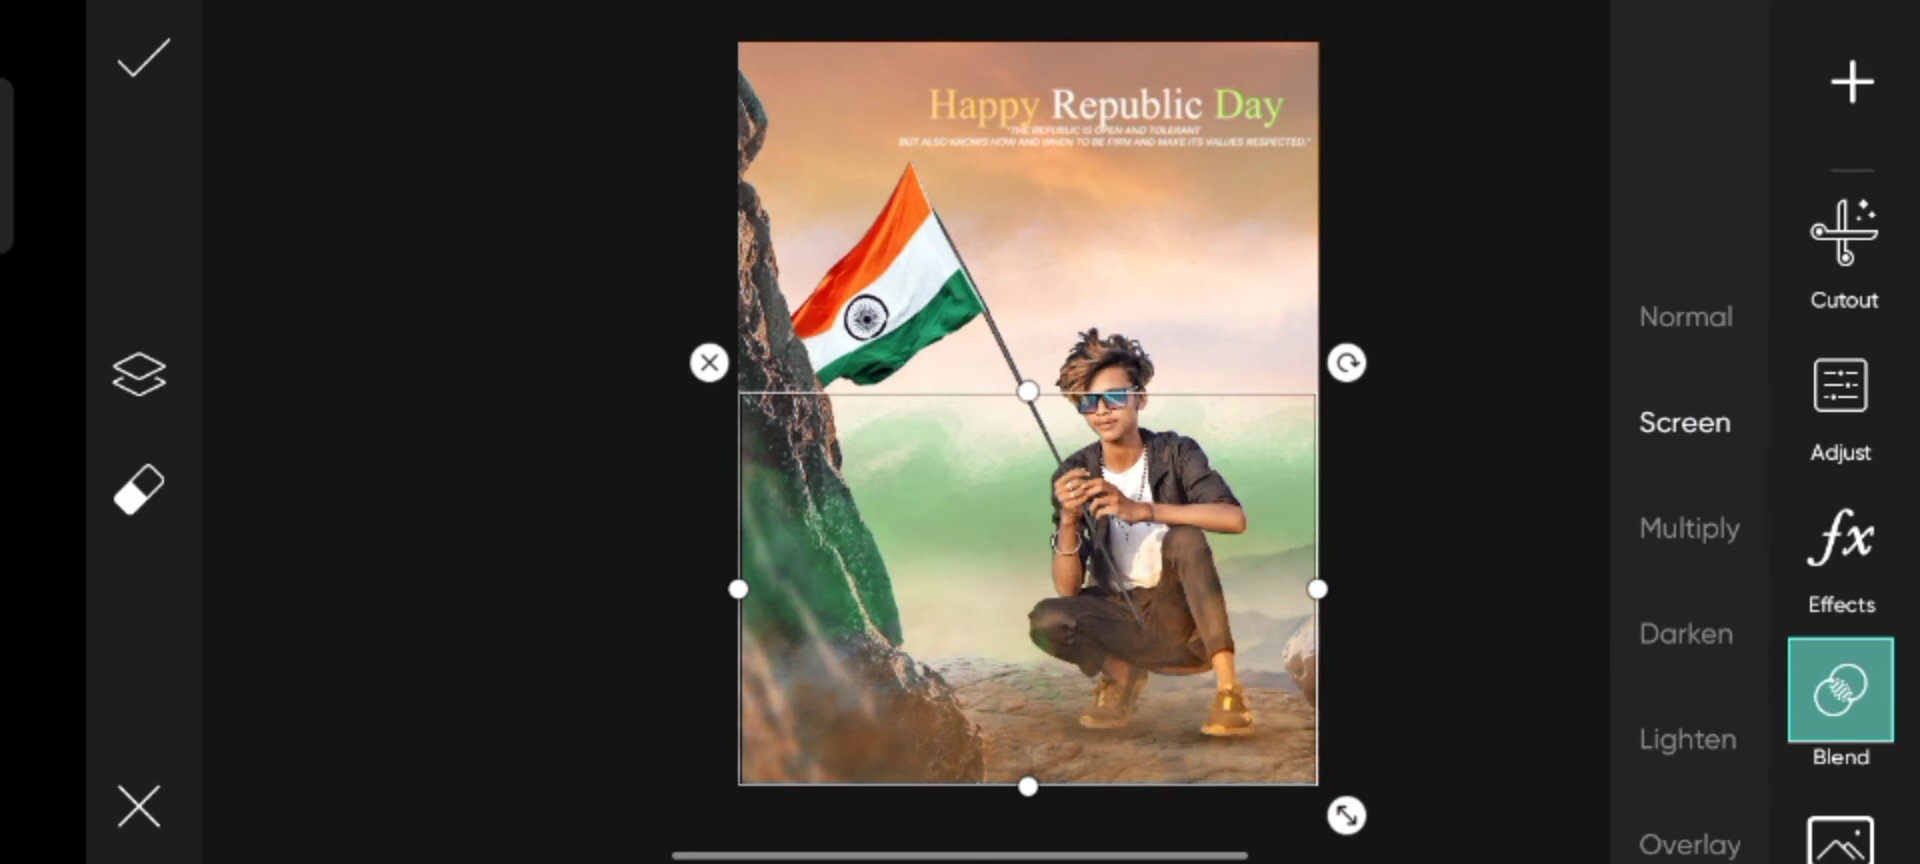 Happy Republic Day
"THE REPUBLIC IS OPEN AND TOLERANT
BUT ALSO KNOWS HOW AND WHEN TO BE FIRM AND MAKE ITS VALUES RESPECTED."
Normal
Screen
Multiply
Darken
Lighten
Overlay
Cutout
Adjust
fx
Effects
Blend